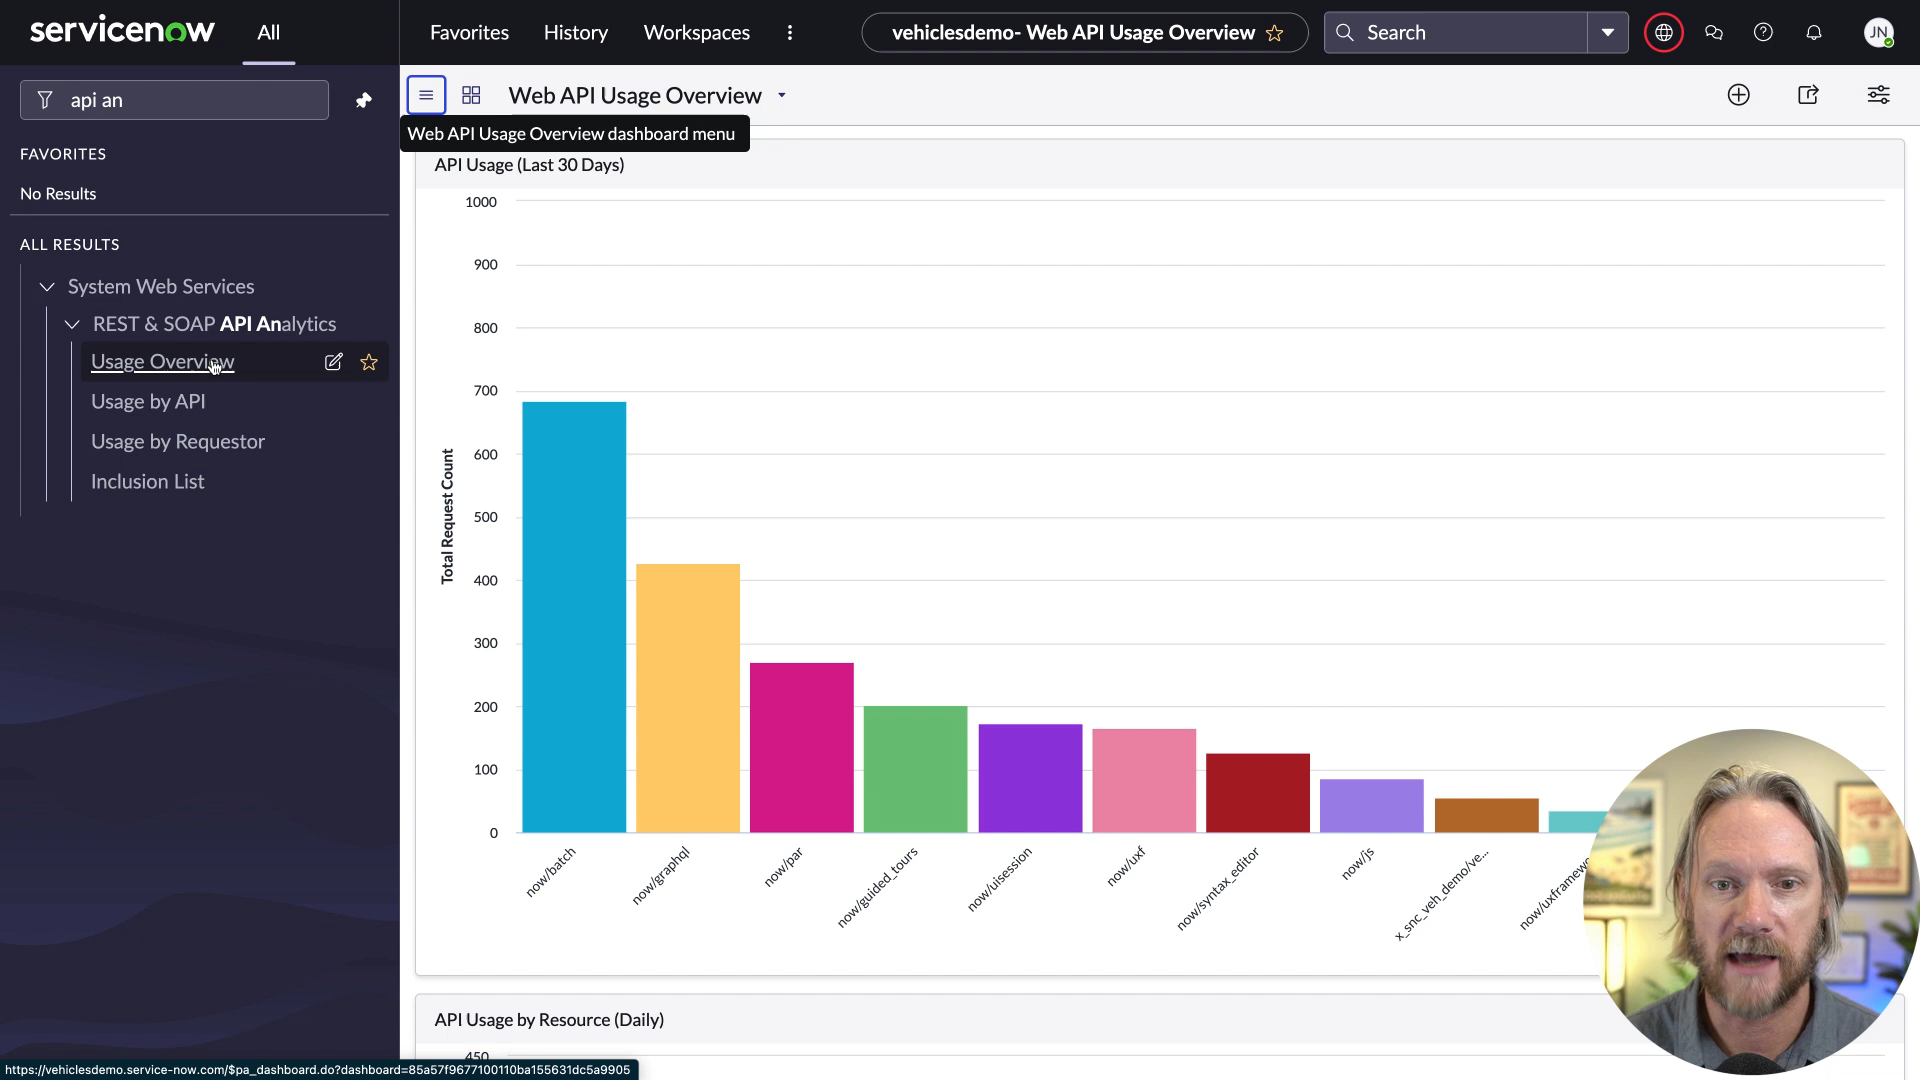 servicenow
All
Favorites
History
Workspaces
vehiclesdemo- Web API Usage Overview
Search
JN
api an
FAVORITES
No Results
ALL RESULTS
System Web Services
REST & SOAP API Analytics
Usage Overview
Usage by API
Usage by Requestor
Inclusion List
Web API Usage Overview
Web API Usage Overview dashboard menu
API Usage (Last 30 Days)
Total Request Count
1000
900
800
700
600
500
400
300
200
100
0
now/batch
now/graphql
now/par
now/guided_tours
now/uisession
now/uxf
now/syntax_editor
now/js
x_snc_veh_demo/ve...
now/uxframewo
API Usage by Resource (Daily)
450
https://vehiclesdemo.service-now.com/$pa_dashboard.do?dashboard=85a57f9677100110ba155631dc5a9905